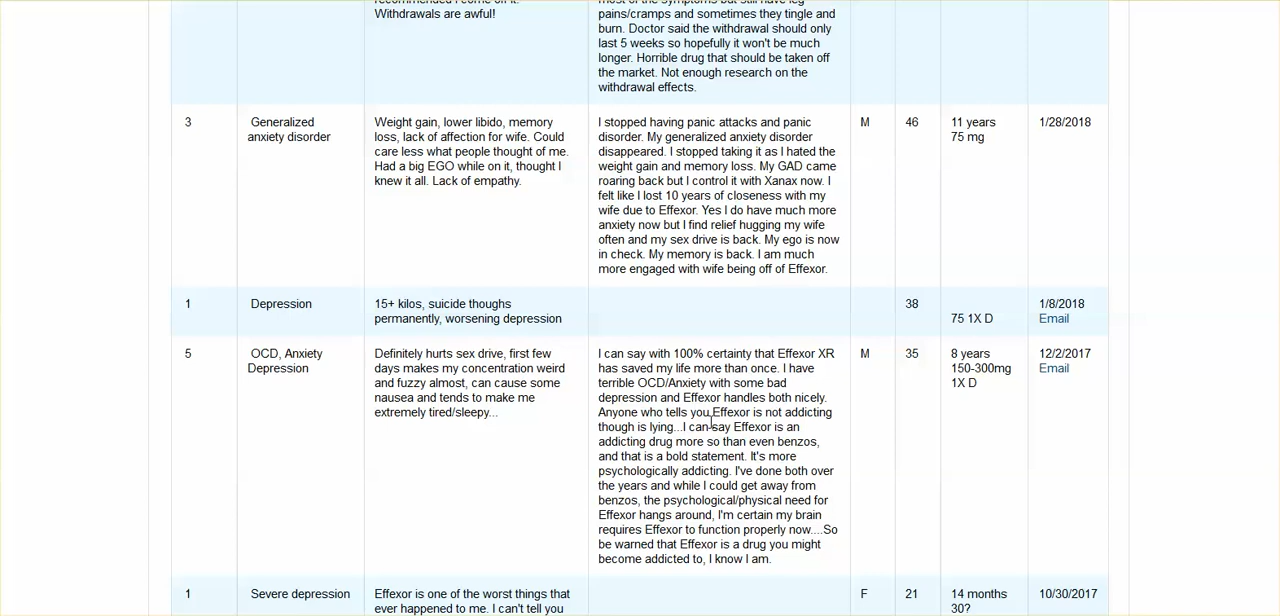 Withdrawals are awful!
pains/cramps and sometimes they tingle and
burn. Doctor said the withdrawal should only
last 5 weeks so hopefully it won't be much
longer. Horrible drug that should be taken off
the market. Not enough research on the
withdrawal effects.
3
Generalized
anxiety disorder
Weight gain, lower libido, memory
loss, lack of affection for wife. Could
care less what people thought of me.
Had a big EGO while on it, thought I
knew it all. Lack of empathy.
I stopped having panic attacks and panic
disorder. My generalized anxiety disorder
disappeared. I stopped taking it as I hated the
weight gain and memory loss. My GAD came
roaring back but I control it with Xanax now. I
felt like I lost 10 years of closeness with my
wife due to Effexor. Yes I do have much more
anxiety now but I find relief hugging my wife
often and my sex drive is back. My ego is now
in check. My memory is back. I am much
more engaged with wife being off of Effexor.
M
46
11 years
75 mg
1/28/2018
1
Depression
15+ kilos, suicide thoughs
permanently, worsening depression
38
75 1X D
1/8/2018
Email
5
OCD, Anxiety
Depression
Definitely hurts sex drive, first few
days makes my concentration weird
and fuzzy almost, can cause some
nausea and tends to make me
extremely tired/sleepy...
I can say with 100% certainty that Effexor XR
has saved my life more than once. I have
terrible OCD/Anxiety with some bad
depression and Effexor handles both nicely.
Anyone who tells you Effexor is not addicting
though is lying...I can say Effexor is an
addicting drug more so than even benzos,
and that is a bold statement. It's more
psychologically addicting. I've done both over
the years and while I could get away from
benzos, the psychological/physical need for
Effexor hangs around, I'm certain my brain
requires Effexor to function properly now....So
be warned that Effexor is a drug you might
become addicted to, I know I am.
M
35
8 years
150-300mg
1X D
12/2/2017
Email
1
Severe depression
Effexor is one of the worst things that
ever happened to me. I can't tell you
F
21
14 months
30?
10/30/2017